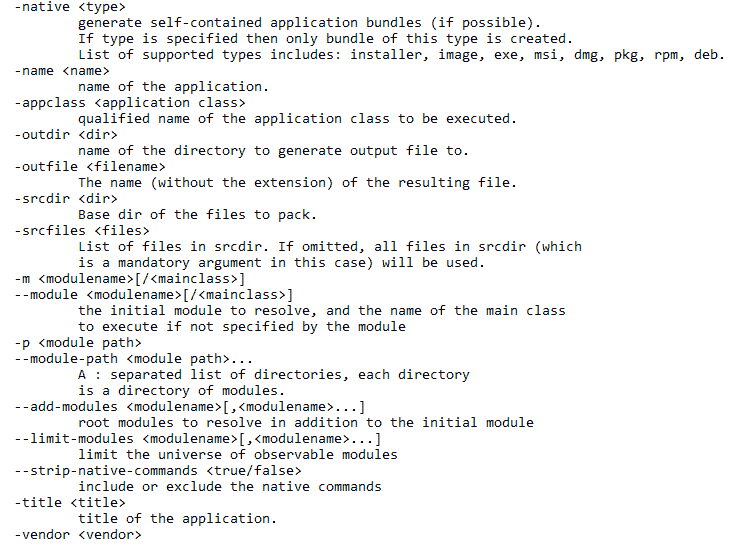 -native <type>
generate self-contained application bundles (if possible).
If type is specified then only bundle of this type is created.
List of supported types includes: installer, image, exe, msi, dmg, pkg, rpm, deb.
-name <name>
name of the application.
-appclass <application class>
qualified name of the application class to be executed.
-outdir <dir>
name of the directory to generate output file to.
-outfile <filename>
The name (without the extension) of the resulting file.
-srcdir <dir>
Base dir of the files to pack.
-srcfiles <files>
List of files in srcdir. If omitted, all files in srcdir (which
is a mandatory argument in this case) will be used.
-m <modulename>[/<mainclass>]
--module <modulename>[/<mainclass>]
the initial module to resolve, and the name of the main class
to execute if not specified by the module
-p <module path>
--module-path <module path>...
A : separated list of directories, each directory
is a directory of modules.
--add-modules <modulename>[,<modulename>...]
root modules to resolve in addition to the initial module
--limit-modules <modulename>[,<modulename>...]
limit the universe of observable modules
--strip-native-commands <true/false>
include or exclude the native commands
-title <title>
title of the application.
-vendor <vendor>